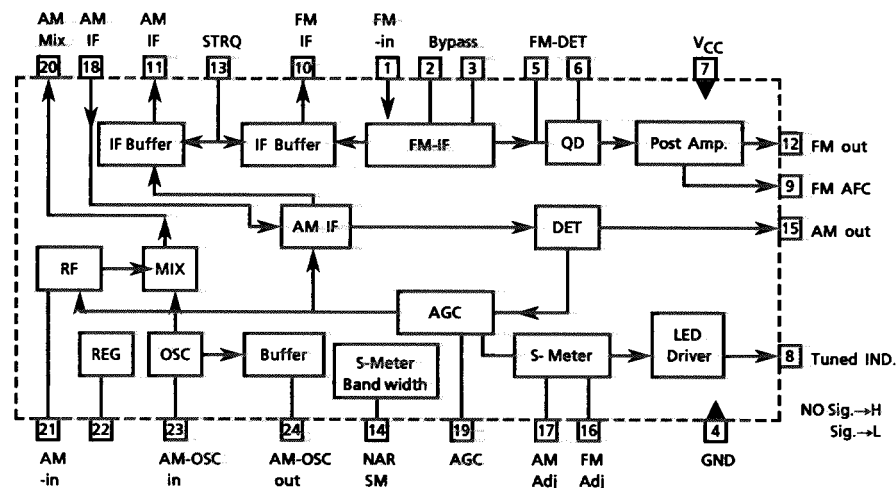 AM AM AM FM FM
Mix IF IF STRQ IF -in Bypass FM-DET VCC
20 18 11 13 10 1 2 3 5 6 7
IF Buffer IF Buffer FM-IF QD Post Amp. 12 FM out
9 FM AFC
AM IF DET 15 AM out
RF MIX
AGC
REG OSC Buffer S-Meter Band width S- Meter LED Driver 8 Tuned IND.
NO Sig.→H
Sig.→L
21 22 23 24 14 19 17 16 4
AM AM-OSC AM-OSC NAR AGC AM FM GND
-in in out SM Adj Adj